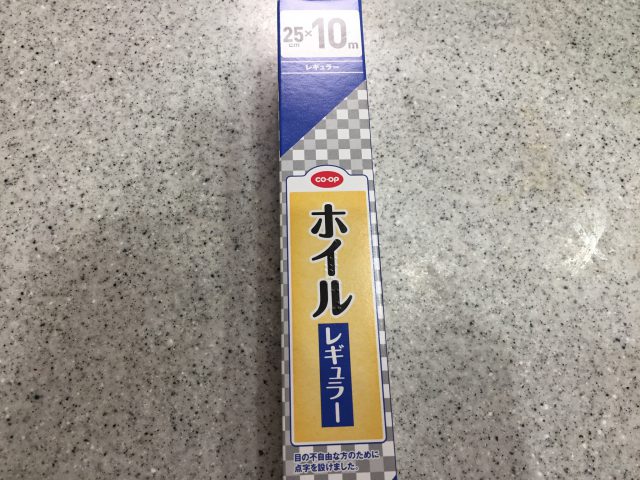 25cm×10m
レギュラー
CO·OP
ホイル
レギュラー
目の不自由な方のために
点字を設けました。